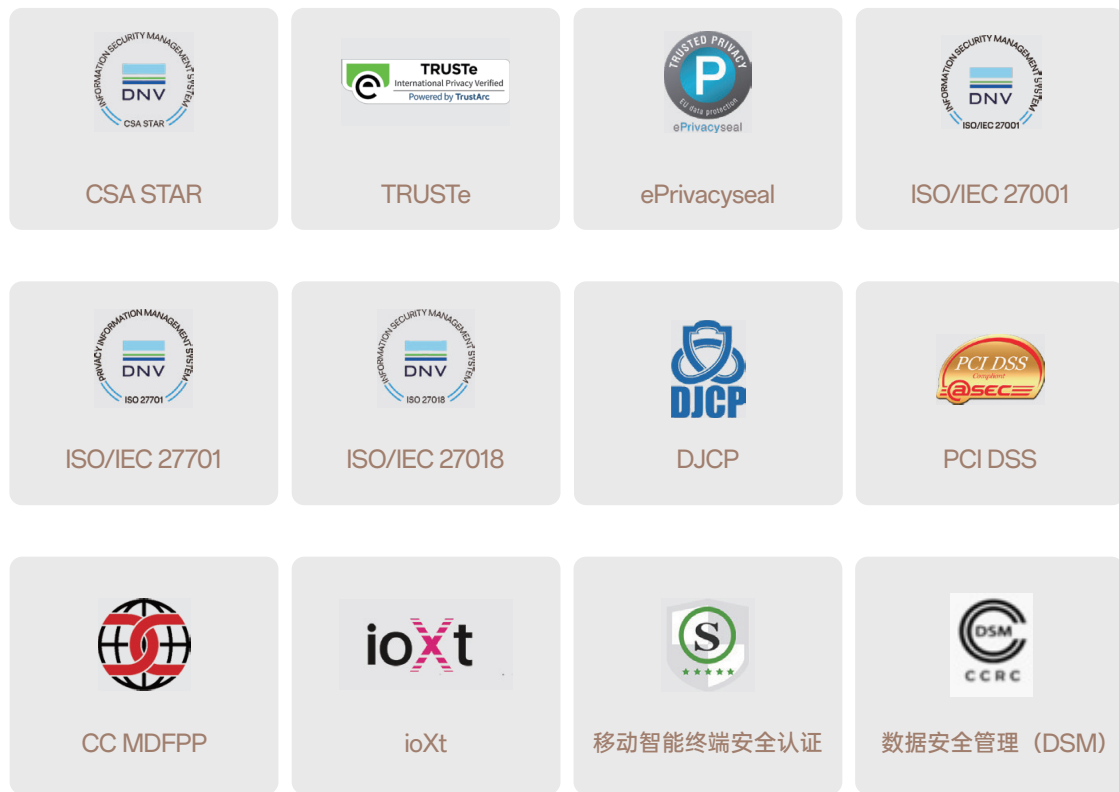 INFORMATION SECURITY MANAGEMENT SYSTEM
DNV
CSA STAR
CSA STAR
TRUSTe
International Privacy Verified
Powered by TrustArc
TRUSTe
TRUSTED PRIVACY
P
EU data protection
ePrivacyseal
ePrivacyseal
INFORMATION SECURITY MANAGEMENT SYSTEM
DNV
ISO/IEC 27001
ISO/IEC 27001
PRIVACY INFORMATION MANAGEMENT SYSTEM
DNV
ISO 27701
ISO/IEC 27701
INFORMATION SECURITY MANAGEMENT SYSTEM
DNV
ISO 27018
ISO/IEC 27018
DJCP
DJCP
PCI DSS
Compliant
@SEC
PCI DSS
CC MDFPP
ioXt
ioXt
S
移动智能终端安全认证
DSM
CCRC
数据安全管理（DSM）